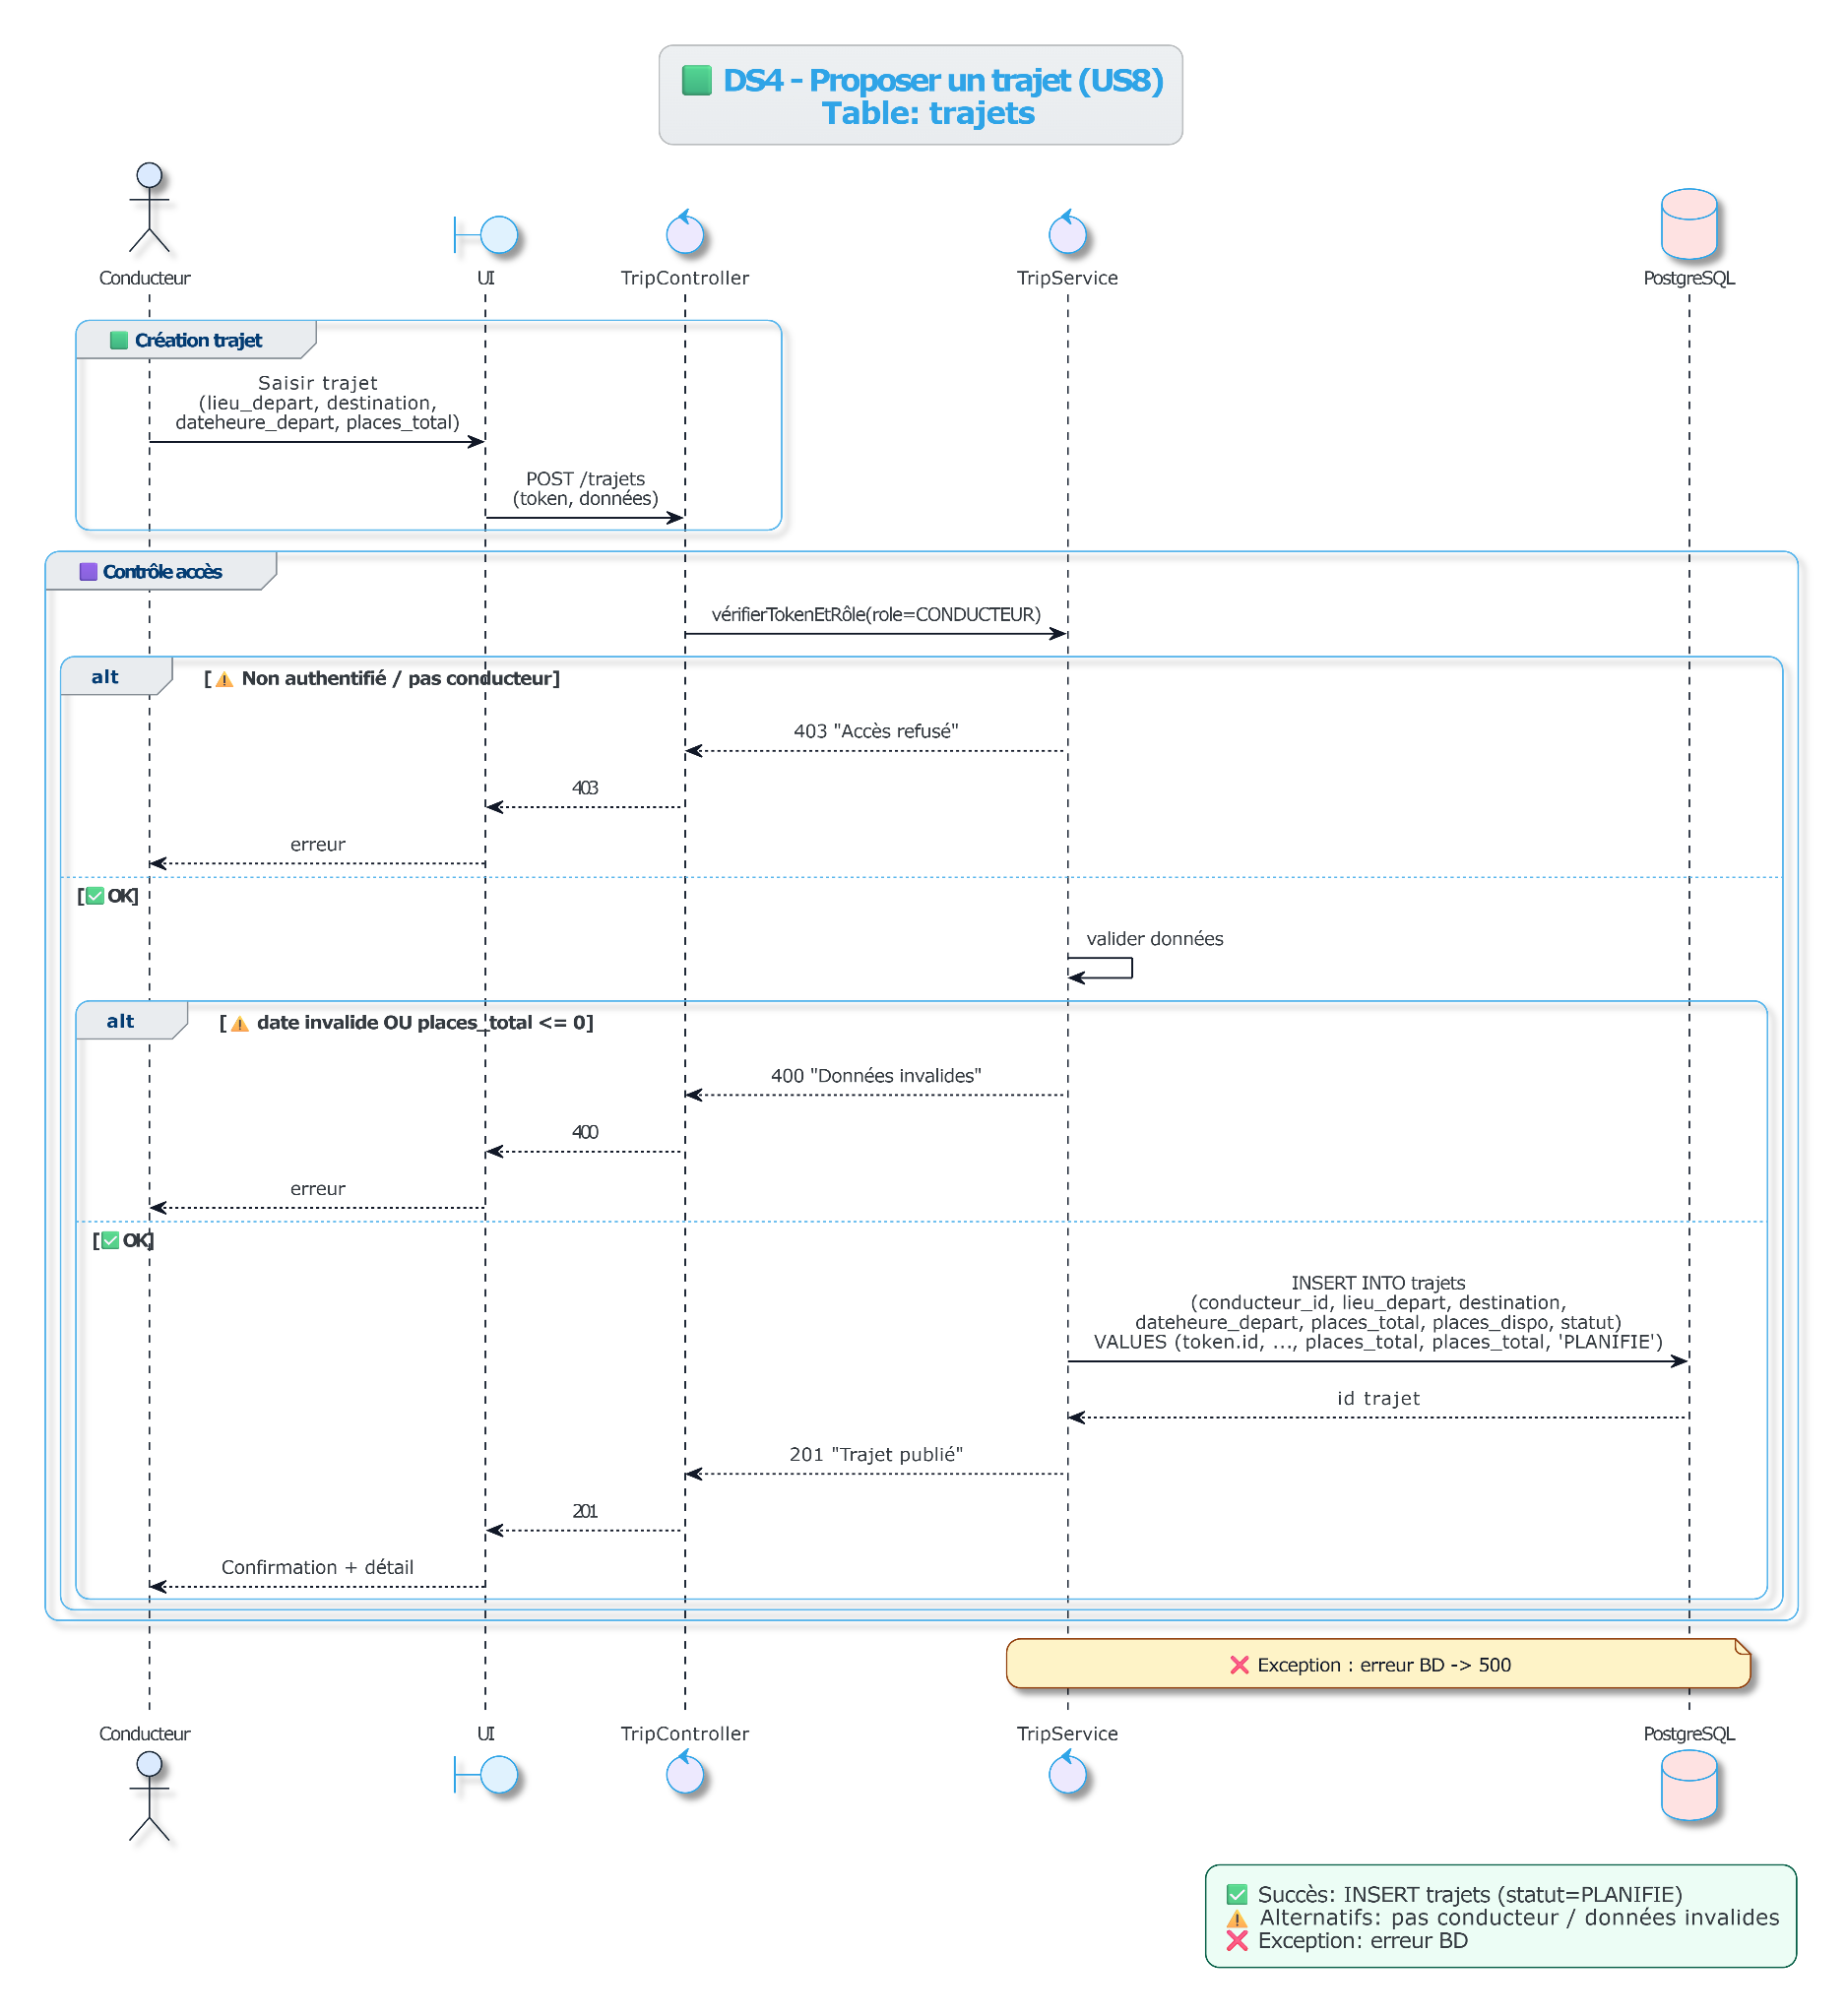 DS4 - Proposer un trajet (US8)
Table: trajets
Conducteur
UI
TripController
TripService
PostgreSQL
Création trajet
Saisir trajet
(lieu_depart, destination,
dateheure_depart, places_total)
POST /trajets
(token, données)
Contrôle accès
vérifierTokenEtRôle(role=CONDUCTEUR)
alt [⚠️ Non authentifié / pas conducteur]
403 "Accès refusé"
403
erreur
[✅ OK]
valider données
alt [⚠️ date invalide OU places_total <= 0]
400 "Données invalides"
400
erreur
[✅ OK]
INSERT INTO trajets
(conducteur_id, lieu_depart, destination,
dateheure_depart, places_total, places_dispo, statut)
VALUES (token.id, ..., places_total, places_total, 'PLANIFIE')
id trajet
201 "Trajet publié"
201
Confirmation + détail
❌ Exception : erreur BD -> 500
Conducteur
UI
TripController
TripService
PostgreSQL
✅ Succès: INSERT trajets (statut=PLANIFIE)
⚠️ Alternatifs: pas conducteur / données invalides
❌ Exception: erreur BD